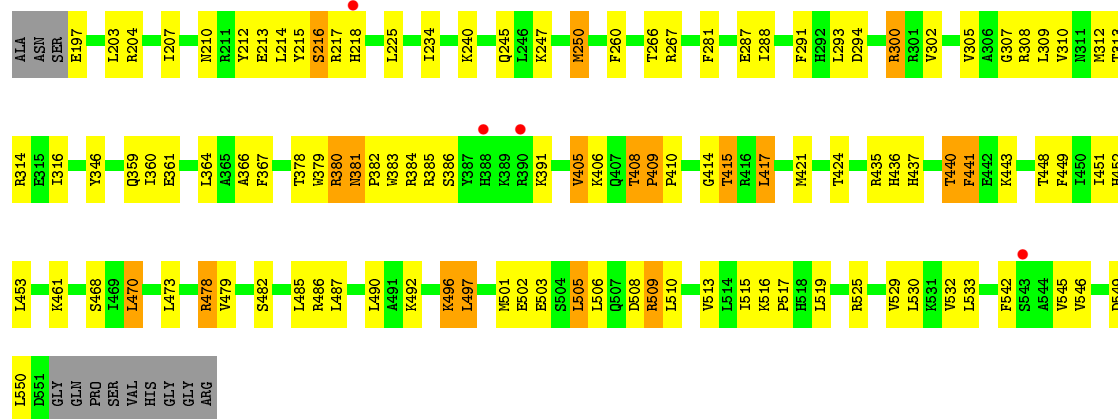 ALA ASN SER E197 L203 R204 I207 N210 R211 Y212 E213 L214 Y215 S216 R217 H218 L225 I234 K240 Q245 L246 K247 M250 F260 T266 R267 F281 E287 I288 F291 H292 L293 D294 R300 R301 V302 V305 A306 G307 R308 L309 V310 N311 M312 T313
R314 E315 I316 Y346 Q359 I360 E361 L364 A365 A366 F367 T378 W379 R380 N381 P382 W383 R384 R385 S386 Y387 H388 K389 R390 K391 V405 K406 Q407 T408 P409 P410 G414 T415 R416 L417 M421 T424 R435 H436 H437 T440 F441 E442 K443 T448 F449 I450 I451 H452
L453 K461 S468 I469 L470 L473 R478 V479 S482 L485 R486 L487 L490 A491 K492 K496 L497 M501 E502 E503 S504 L505 L506 Q507 D508 R509 L510 V513 L514 I515 K516 P517 H518 L519 R525 V529 L530 K531 V532 L533 F542 S543 A544 V545 V546
L550 D551 GLY GLN PRO SER VAL HIS GLY GLY ARG